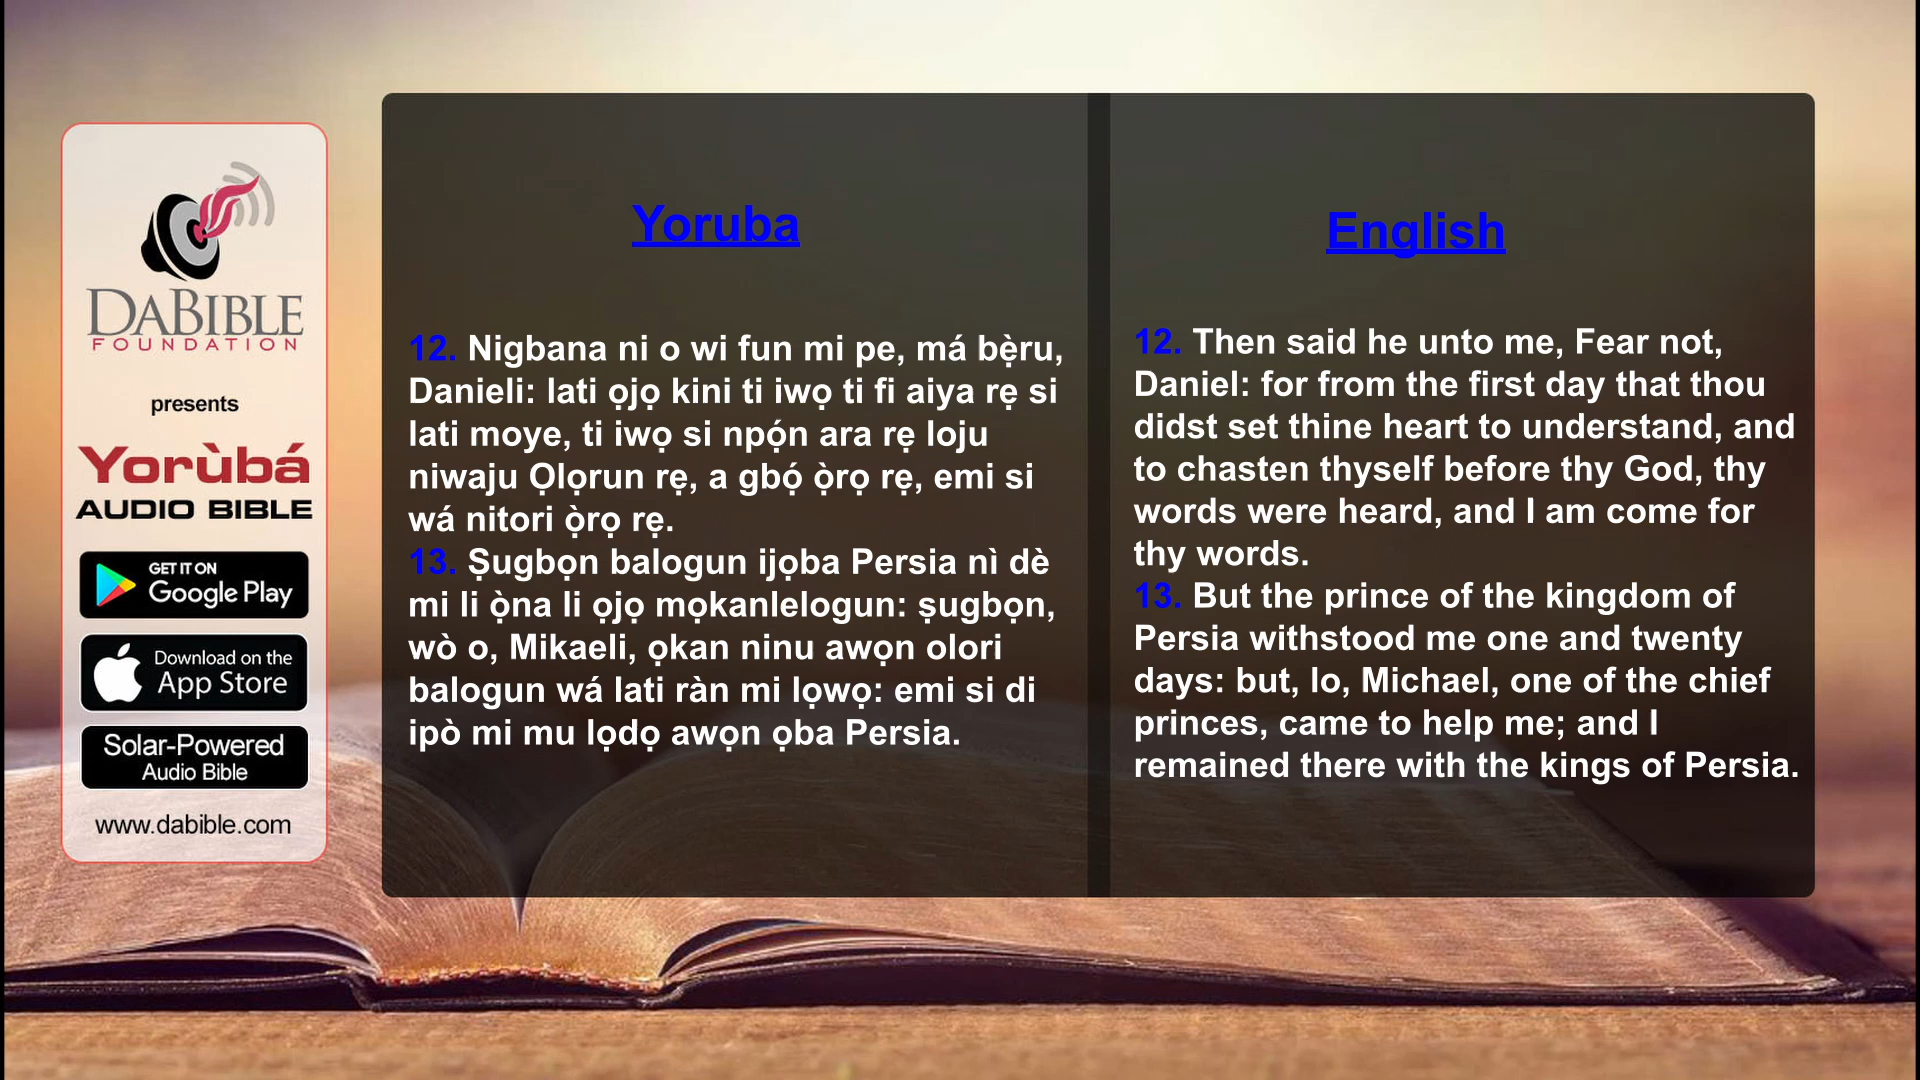 DABIBLE
FOUNDATION
presents
Yorùbá
AUDIO BIBLE
GET IT ON
Google Play
Download on the
App Store
Solar-Powered
Audio Bible
www.dabible.com
Yoruba
12. Nigbana ni o wi fun mi pe, má bẹ̀ru,
Danieli: lati ọjọ kini ti iwọ ti fi aiya rẹ si
lati moye, ti iwọ si npọ́n ara rẹ loju
niwaju Ọlọrun rẹ, a gbọ́ ọ̀rọ rẹ, emi si
wá nitori ọ̀rọ rẹ.
13. Ṣugbọn balogun ijọba Persia nì dè
mi li ọ̀na li ọjọ mọkanlelogun: ṣugbọn,
wò o, Mikaeli, ọkan ninu awọn olori
balogun wá lati ràn mi lọwọ: emi si di
ipò mi mu lọdọ awọn ọba Persia.
English
12. Then said he unto me, Fear not,
Daniel: for from the first day that thou
didst set thine heart to understand, and
to chasten thyself before thy God, thy
words were heard, and I am come for
thy words.
13. But the prince of the kingdom of
Persia withstood me one and twenty
days: but, lo, Michael, one of the chief
princes, came to help me; and I
remained there with the kings of Persia.